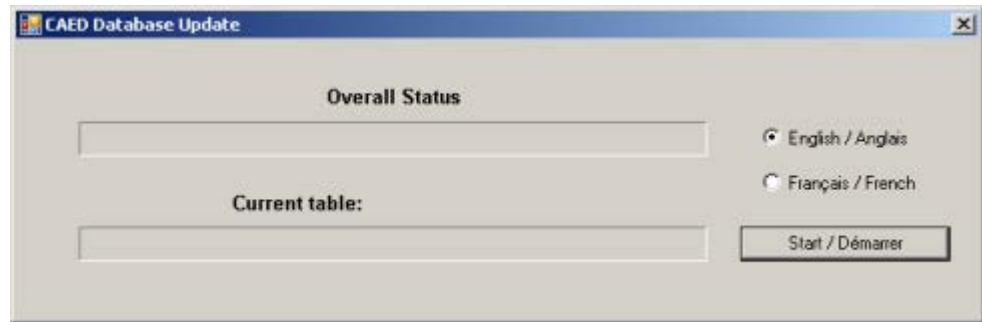 CAED Database Update
Overall Status
English / Anglais
Français / French
Current table:
Start / Démarrer